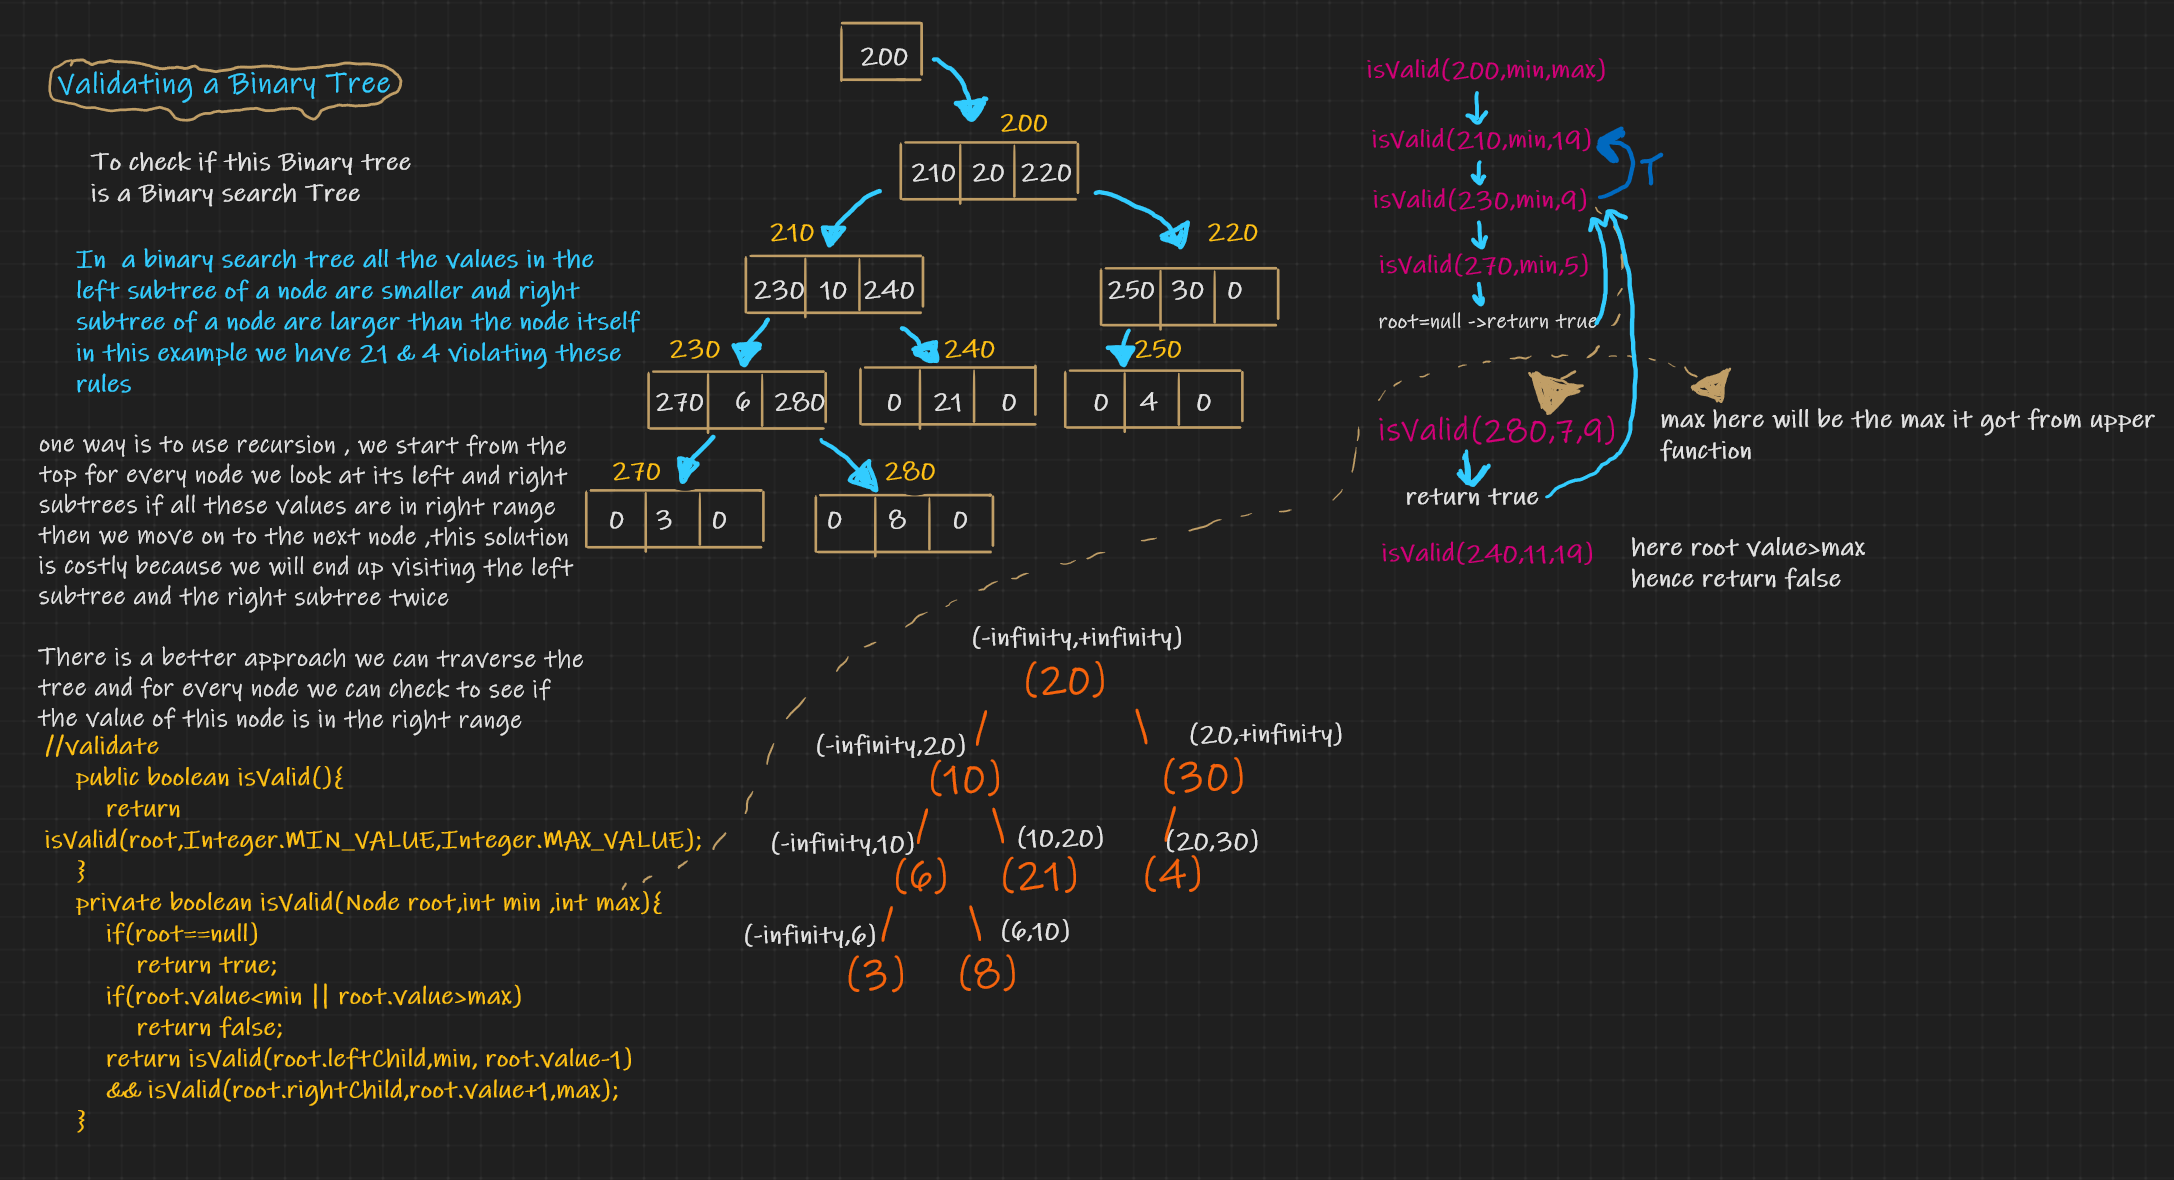 Validating a Binary Tree
To check if this Binary tree
is a Binary search Tree
In a binary search tree all the values in the
left subtree of a node are smaller and right
subtree of a node are larger than the node itself
in this example we have 21 & 4 violating these
rules
one way is to use recursion , we start from the
top for every node we look at its left and right
subtrees if all these values are in right range
then we move on to the next node ,this solution
is costly because we will end up visiting the left
subtree and the right subtree twice
There is a better approach we can traverse the
tree and for every node we can check to see if
the value of this node is in the right range
//validate
public boolean isValid(){
return
isValid(root,Integer.MIN_VALUE,Integer.MAX_VALUE);
}
private boolean isValid(Node root,int min ,int max){
if(root==null)
return true;
if(root.value<min || root.value>max)
return false;
return isValid(root.leftChild,min, root.value-1)
&& isValid(root.rightChild,root.value+1,max);
}
200
200
210 20 220
210
220
230 10 240
250 30 0
230
240
250
270 6 280
0 21 0
0 4 0
270
280
0 3 0
0 8 0
(-infinity,+infinity)
(20)
(-infinity,20)
(20,+infinity)
(10)
(30)
(-infinity,10)
(10,20)
(20,30)
(6)
(21)
(4)
(-infinity,6)
(6,10)
(3)
(8)
isValid(200,min,max)
isValid(210,min,19)
T
isValid(230,min,9)
isValid(270,min,5)
root=null ->return true
isValid(280,7,9)
max here will be the max it got from upper
function
return true
isValid(240,11,19)
here root value>max
hence return false